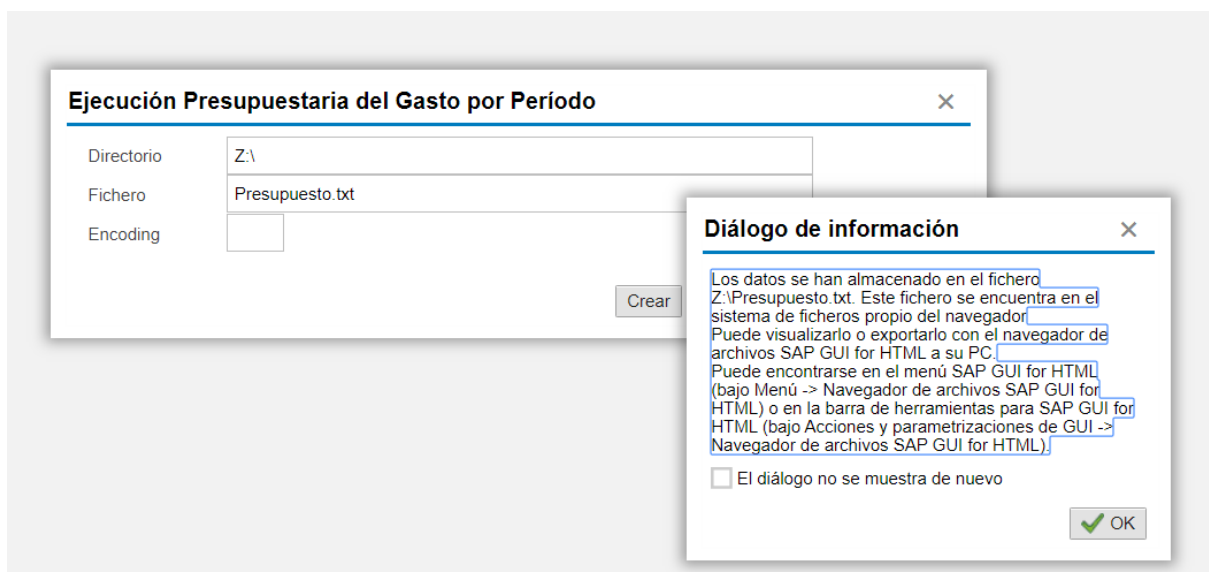 Ejecución Presupuestaria del Gasto por Período
Directorio
Z:\
Fichero
Presupuesto.txt
Encoding
Crear
Diálogo de información
Los datos se han almacenado en el fichero
Z:\Presupuesto.txt. Este fichero se encuentra en el
sistema de ficheros propio del navegador
Puede visualizarlo o exportarlo con el navegador de
archivos SAP GUI for HTML a su PC.
Puede encontrarse en el menú SAP GUI for HTML
(bajo Menú -> Navegador de archivos SAP GUI for
HTML) o en la barra de herramientas para SAP GUI for
HTML (bajo Acciones y parametrizaciones de GUI ->
Navegador de archivos SAP GUI for HTML).
El diálogo no se muestra de nuevo
OK